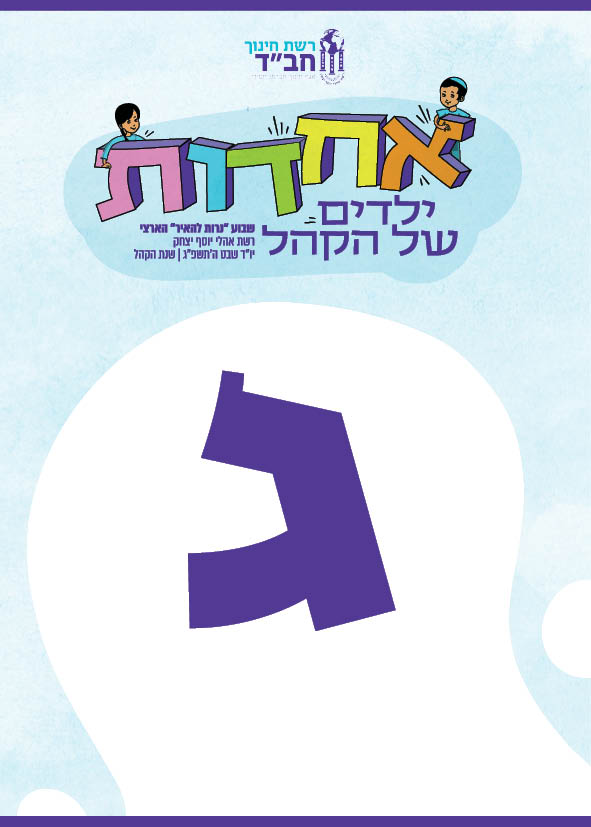 רשת חינוך
חב״ד
אחדות
ילדים
של הקהל
שבוע "נרות להאיר" הארצי
רשת אהלי יוסף יצחק
יו"ד שבט ה'תשפ"ג | שנת הקהל
ג